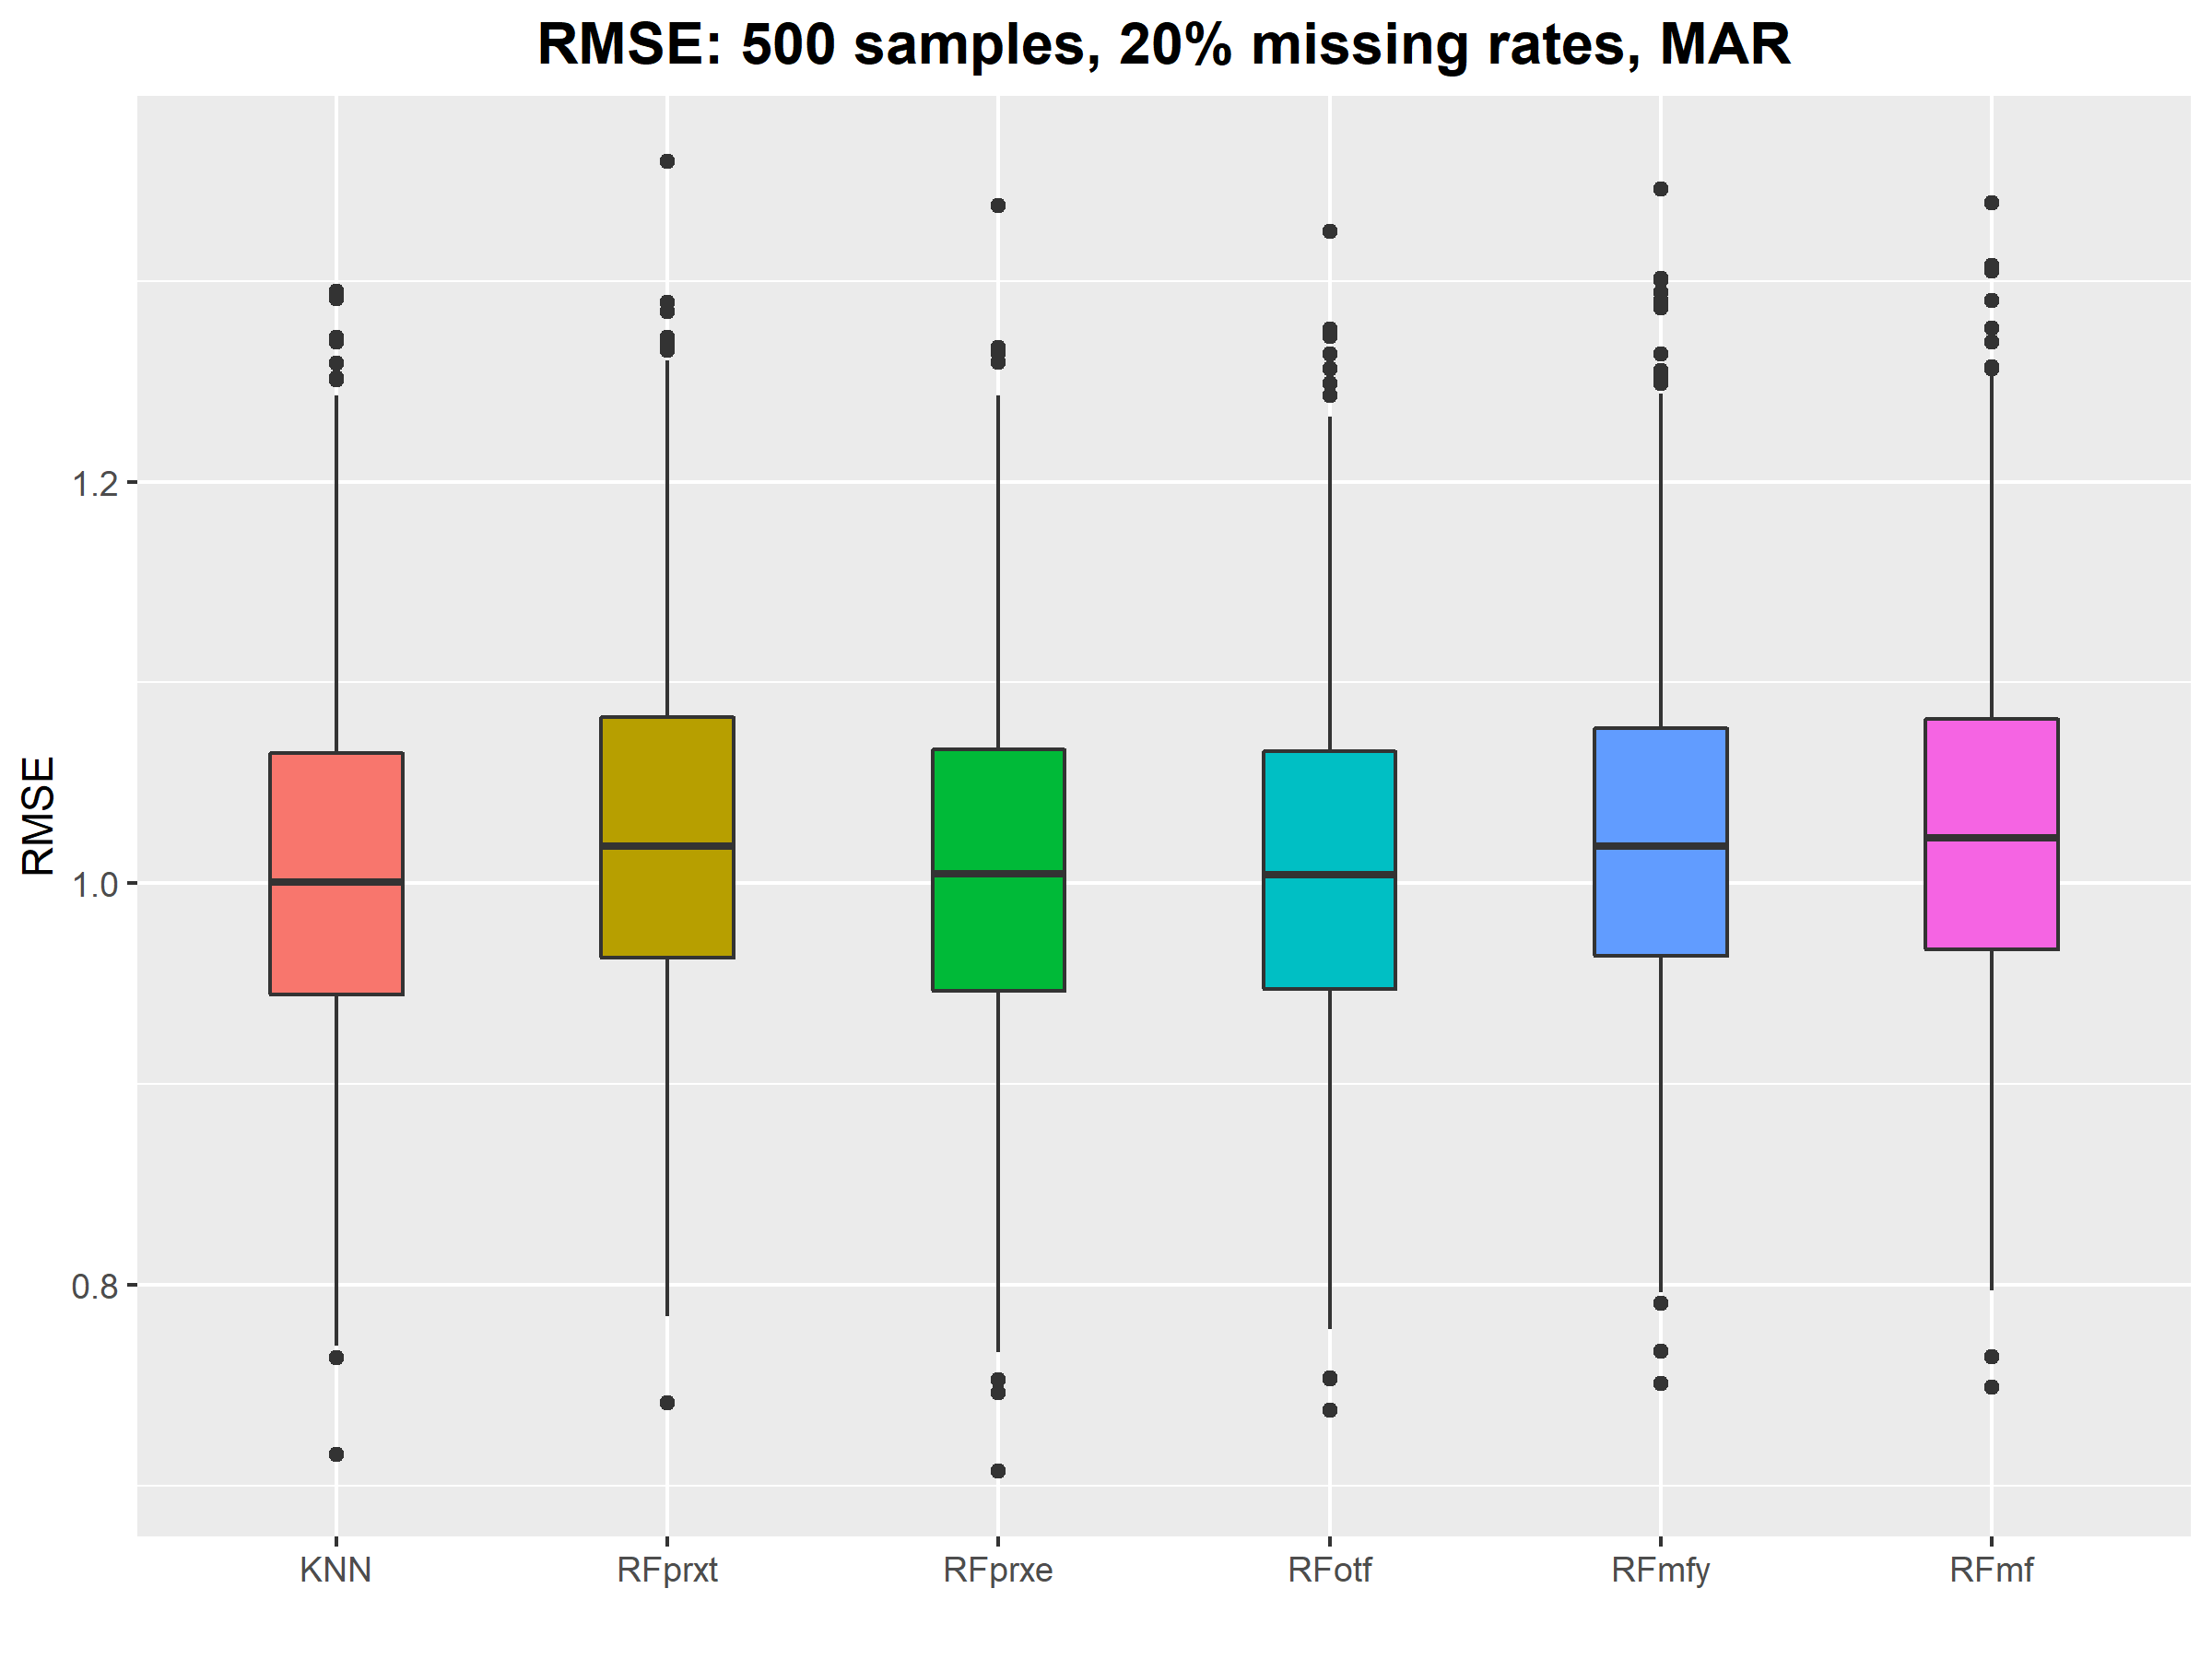 RMSE: 500 samples, 20% missing rates, MAR
RMSE
1.2
1.0
0.8
KNN RFprxt RFprxe RFotf RFmfy RFmf